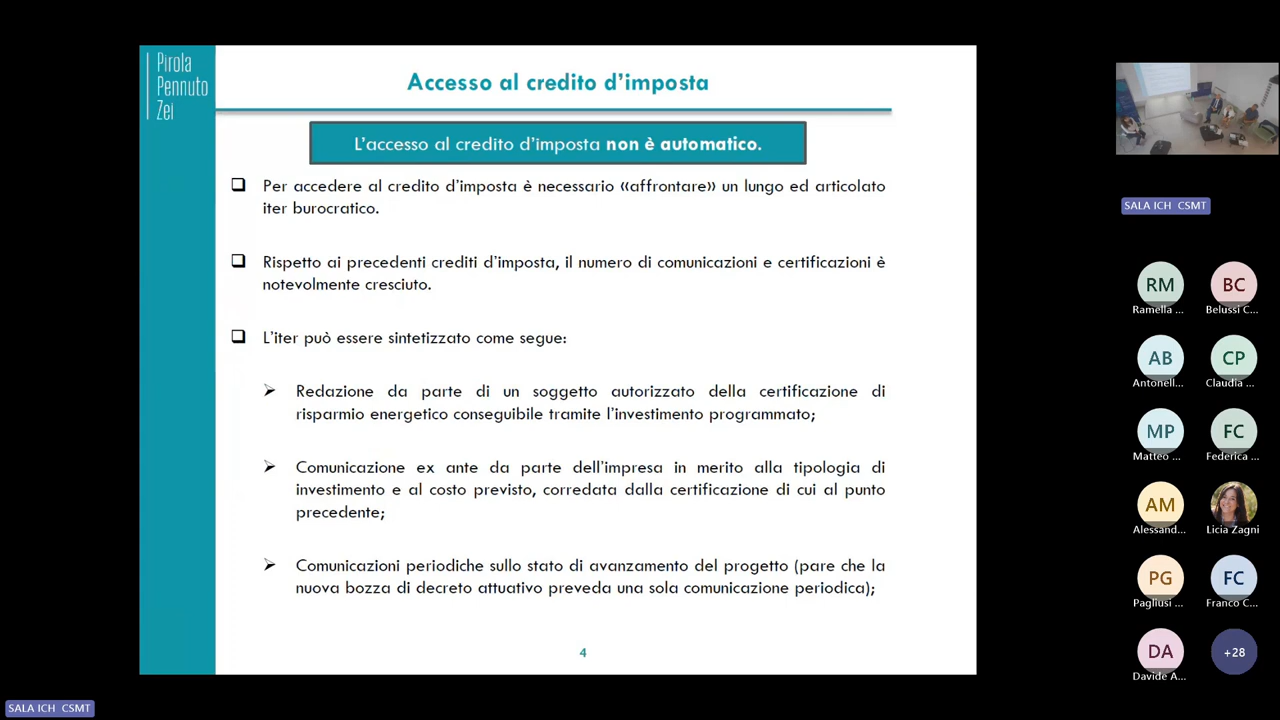 Pirola
Pennuto
Zei
Accesso al credito d'imposta
L'accesso al credito d'imposta non è automatico.
Per accedere al credito d'imposta è necessario «affrontare» un lungo ed articolato
iter burocratico.
Rispetto ai precedenti crediti d'imposta, il numero di comunicazioni e certificazioni è
notevolmente cresciuto.
L'iter può essere sintetizzato come segue:
Redazione da parte di un soggetto autorizzato della certificazione di
risparmio energetico conseguibile tramite l'investimento programmato;
Comunicazione ex ante da parte dell'impresa in merito alla tipologia di
investimento e al costo previsto, corredata dalla certificazione di cui al punto
precedente;
Comunicazioni periodiche sullo stato di avanzamento del progetto (pare che la
nuova bozza di decreto attuativo preveda una sola comunicazione periodica);
4
SALA ICH CSMT
RM
Ramella ...
BC
Belussi C...
AB
Antonell...
CP
Claudia ...
MP
Matteo ...
FC
Federica ...
AM
Alessand...
Licia Zagni
PG
Pagliusi ...
FC
Franco C...
DA
Davide A...
+28
SALA ICH CSMT